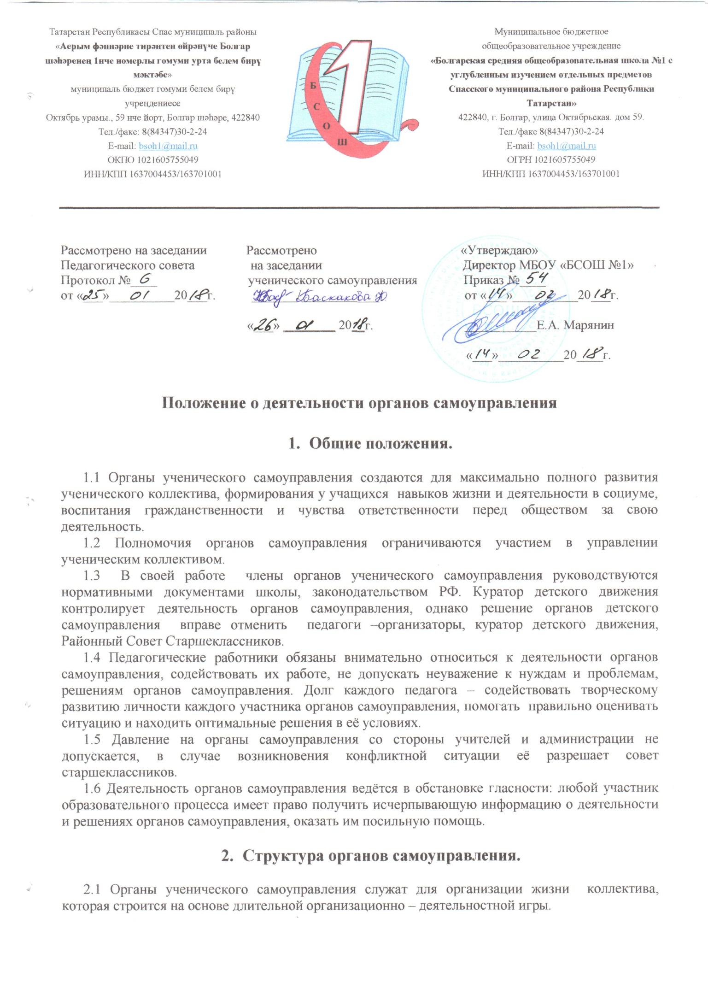 Татарстан Республикасы Спас муниципаль районы
«Аерым фәннәрне тирәнтен өйрәнүче Болгар
шәһәренең 1нче номерлы гомуми урта белем бирү
мәктәбе»
муниципаль бюджет гомуми белем бирү
учреңдениесе
Октябрь урамы., 59 нче йорт, Болгар шәһәре, 422840
Тел./факс: 8(84347)30-2-24
E-mail: bsoh1@mail.ru
ОКПО 1021605755049
ИНН/КПП 1637004453/163701001
1
Б
С
О
Ш
Муниципальное бюджетное
общеобразовательное учреждение
«Болгарская средняя общеобразовательная школа №1 с
углубленным изучением отдельных предметов
Спасского муниципального района Республики
Татарстан»
422840, г. Болгар, улица Октябрьская. дом 59.
Тел./факс 8(84347)30-2-24
E-mail: bsoh1@mail.ru
ОГРН 1021605755049
ИНН/КПП 1637004453/163701001
Рассмотрено на заседании
Педагогического совета
Протокол № 6
от «25» 01 2018г.
Рассмотрено
на заседании
ученического самоуправления
Баскакова Ю
«26» 01 2018г.
«Утверждаю»
Директор МБОУ «БСОШ №1»
Приказ № 54
от «14» 02 2018г.
Е.А. Марянин
«14» 02 2018г.
БСОШ
Положение о деятельности органов самоуправления
1. Общие положения.
1.1 Органы ученического самоуправления создаются для максимально полного развития
ученического коллектива, формирования у учащихся навыков жизни и деятельности в социуме,
воспитания гражданственности и чувства ответственности перед обществом за свою
деятельность.
1.2 Полномочия органов самоуправления ограничиваются участием в управлении
ученическим коллективом.
1.3 В своей работе члены органов ученического самоуправления руководствуются
нормативными документами школы, законодательством РФ. Куратор детского движения
контролирует деятельность органов самоуправления, однако решение органов детского
самоуправления вправе отменить педагоги –организаторы, куратор детского движения,
Районный Совет Старшеклассников.
1.4 Педагогические работники обязаны внимательно относиться к деятельности органов
самоуправления, содействовать их работе, не допускать неуважение к нуждам и проблемам,
решениям органов самоуправления. Долг каждого педагога – содействовать творческому
развитию личности каждого участника органов самоуправления, помогать правильно оценивать
ситуацию и находить оптимальные решения в её условиях.
1.5 Давление на органы самоуправления со стороны учителей и администрации не
допускается, в случае возникновения конфликтной ситуации её разрешает совет
старшеклассников.
1.6 Деятельность органов самоуправления ведётся в обстановке гласности: любой участник
образовательного процесса имеет право получить исчерпывающую информацию о деятельности
и решениях органов самоуправления, оказать им посильную помощь.
2. Структура органов самоуправления.
2.1 Органы ученического самоуправления служат для организации жизни коллектива,
которая строится на основе длительной организационно – деятельностной игры.